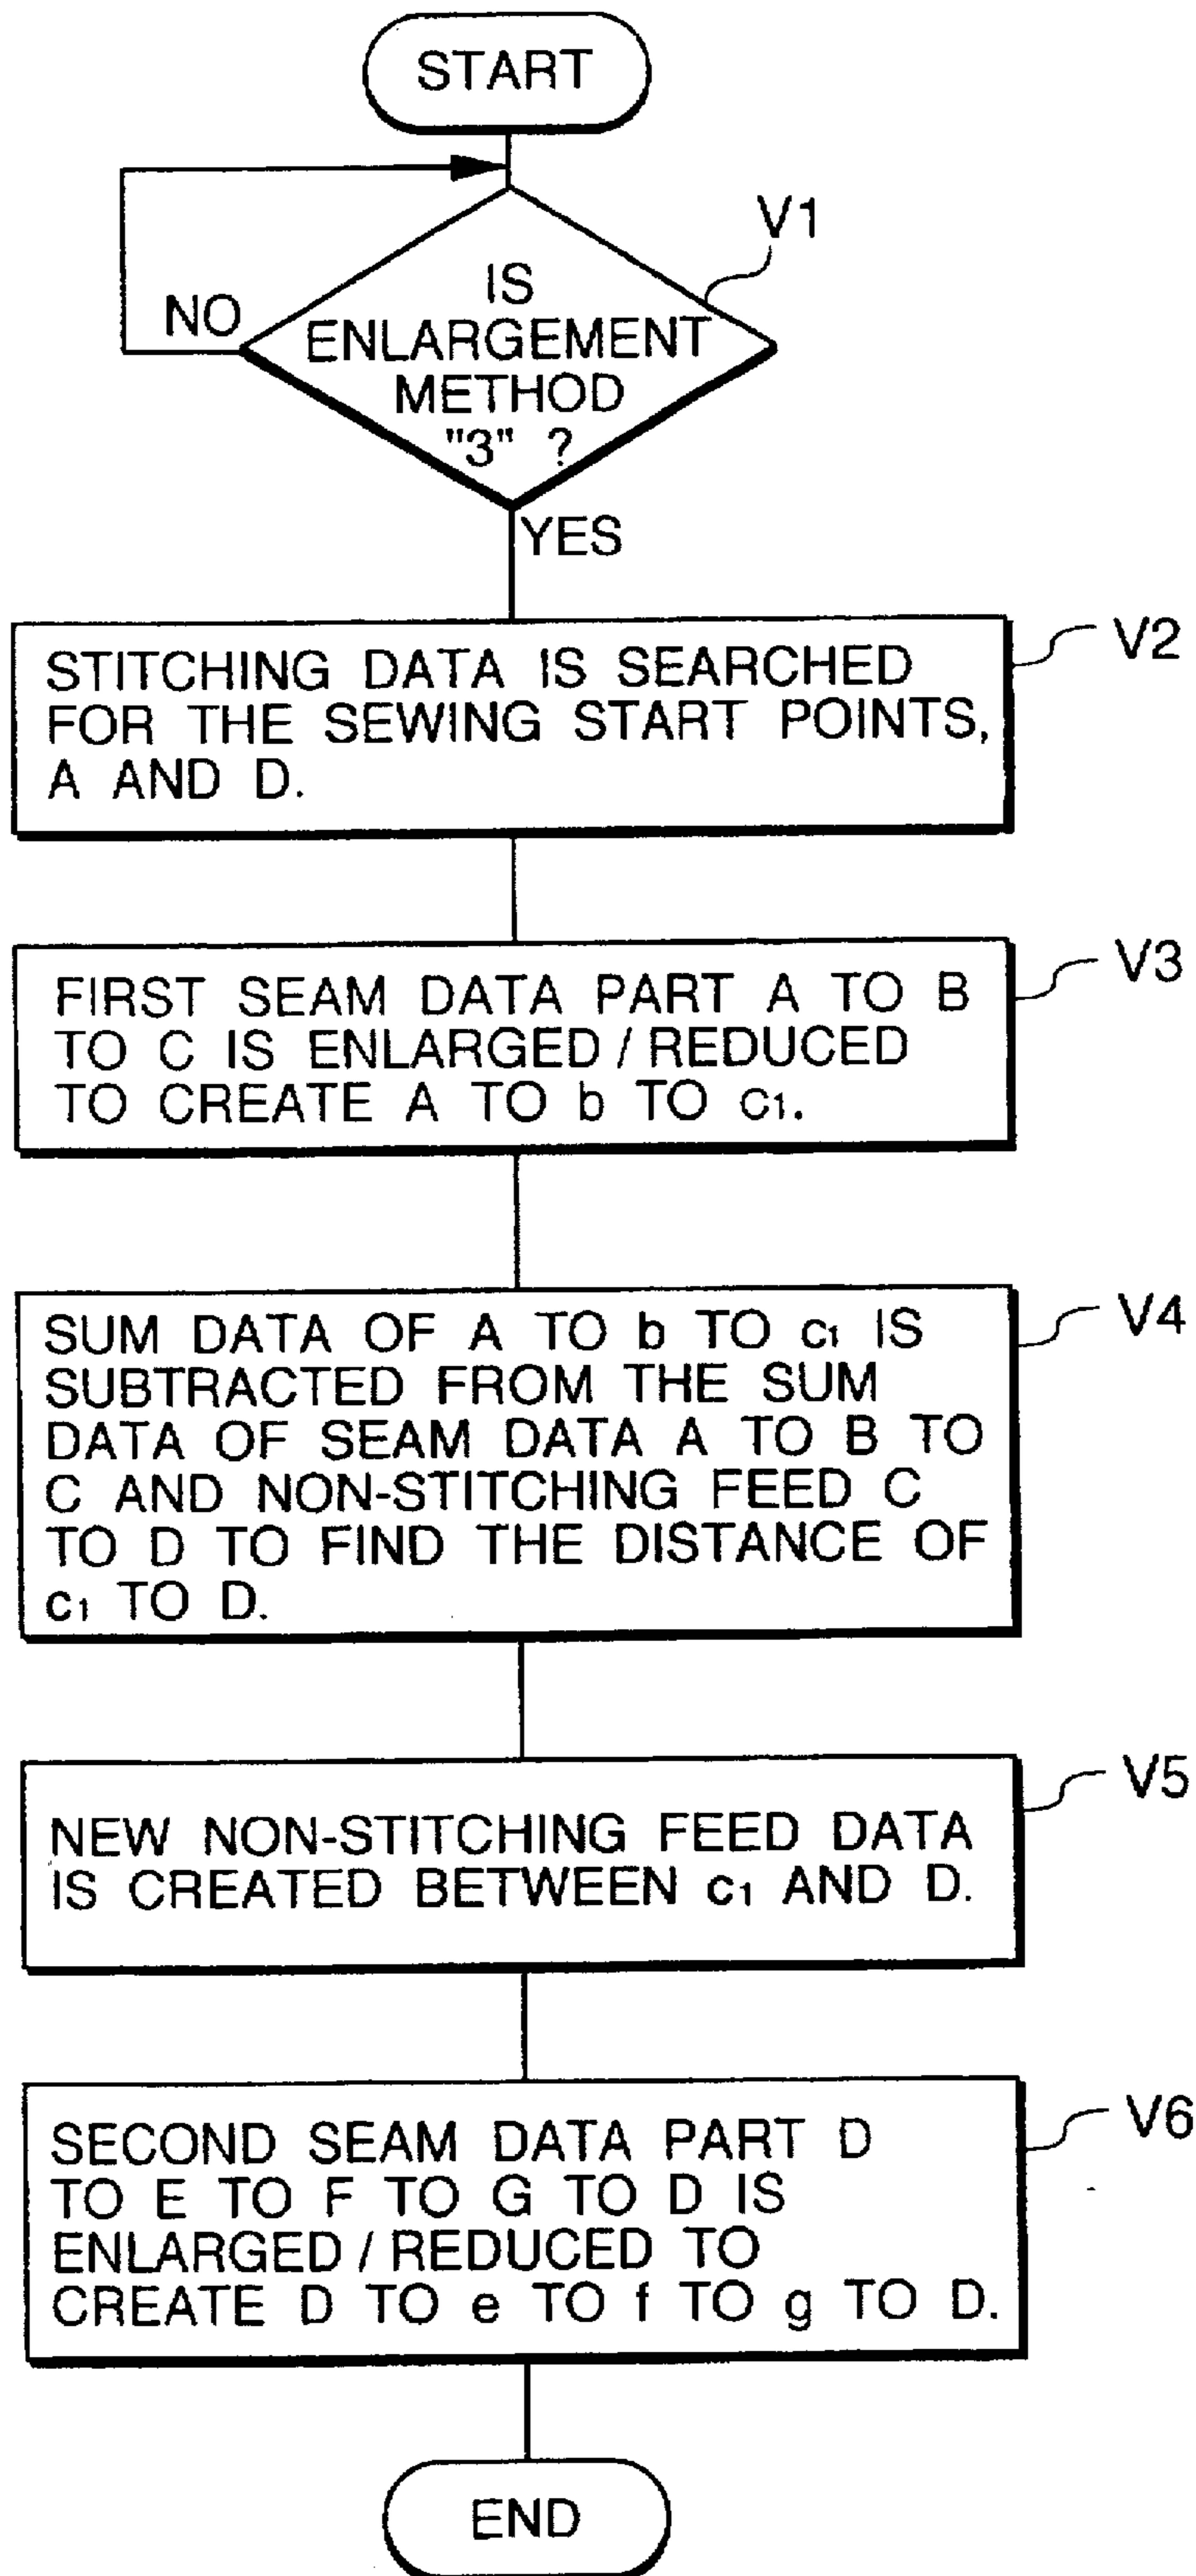 START
V1
IS
ENLARGEMENT
METHOD
"3" ?
NO
YES
V2
STITCHING DATA IS SEARCHED
FOR THE SEWING START POINTS,
A AND D.
V3
FIRST SEAM DATA PART A TO B
TO C IS ENLARGED / REDUCED
TO CREATE A TO b TO c1.
V4
SUM DATA OF A TO b TO c1 IS
SUBTRACTED FROM THE SUM
DATA OF SEAM DATA A TO B TO
C AND NON-STITCHING FEED C
TO D TO FIND THE DISTANCE OF
c1 TO D.
V5
NEW NON-STITCHING FEED DATA
IS CREATED BETWEEN c1 AND D.
V6
SECOND SEAM DATA PART D
TO E TO F TO G TO D IS
ENLARGED / REDUCED TO
CREATE D TO e TO f TO g TO D.
END